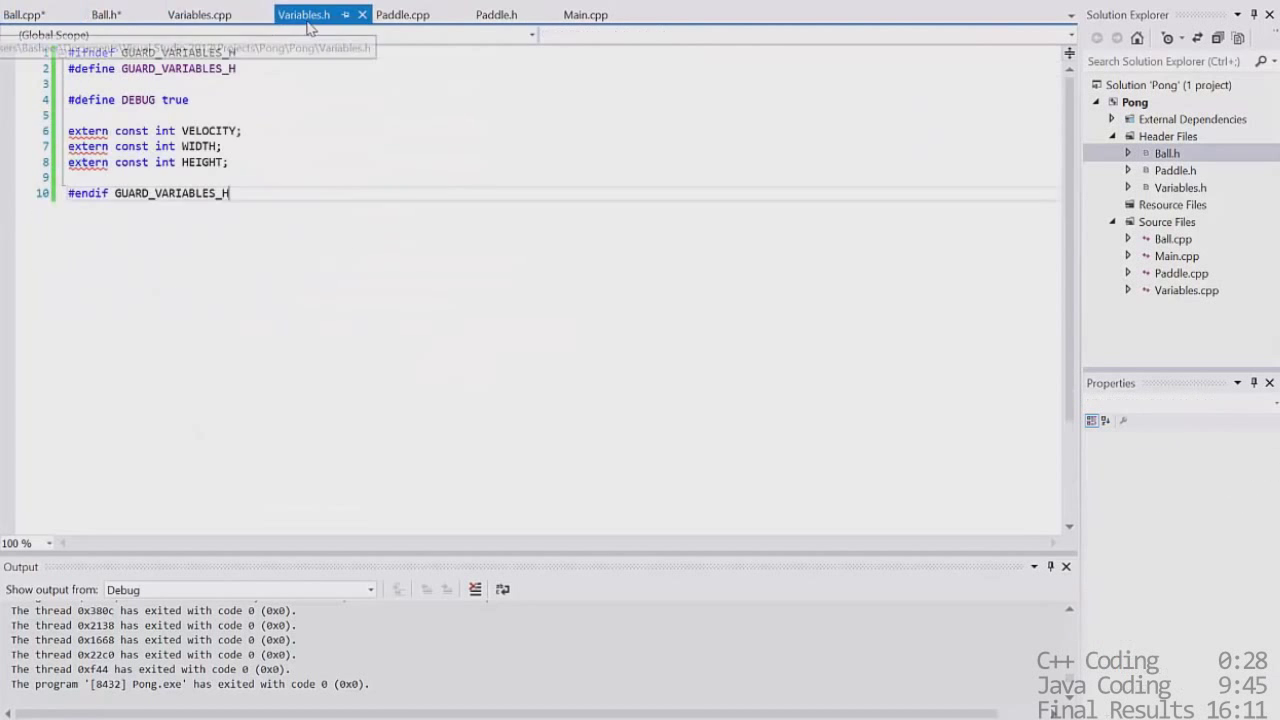 Ball.cpp* Ball.h* Variables.cpp Variables.h Paddle.cpp Paddle.h Main.cpp
(Global Scope)
sers\Bashee \Documents\Visual Studio 2012\Projects\Pong\Pong\Variables.h
1 #ifndef GUARD_VARIABLES_H
2 #define GUARD_VARIABLES_H
3
4 #define DEBUG true
5
6 extern const int VELOCITY;
7 extern const int WIDTH;
8 extern const int HEIGHT;
9
10 #endif GUARD_VARIABLES_H
100 %
Output
Show output from: Debug
The thread 0x380c has exited with code 0 (0x0).
The thread 0x2138 has exited with code 0 (0x0).
The thread 0x1668 has exited with code 0 (0x0).
The thread 0x22c0 has exited with code 0 (0x0).
The thread 0xf44 has exited with code 0 (0x0).
The program '[8432] Pong.exe' has exited with code 0 (0x0).
Solution Explorer
Search Solution Explorer (Ctrl+;)
Solution 'Pong' (1 project)
Pong
External Dependencies
Header Files
Ball.h
Paddle.h
Variables.h
Resource Files
Source Files
Ball.cpp
Main.cpp
Paddle.cpp
Variables.cpp
Properties
C++ Coding 0:28
Java Coding 9:45
Final Results 16:11